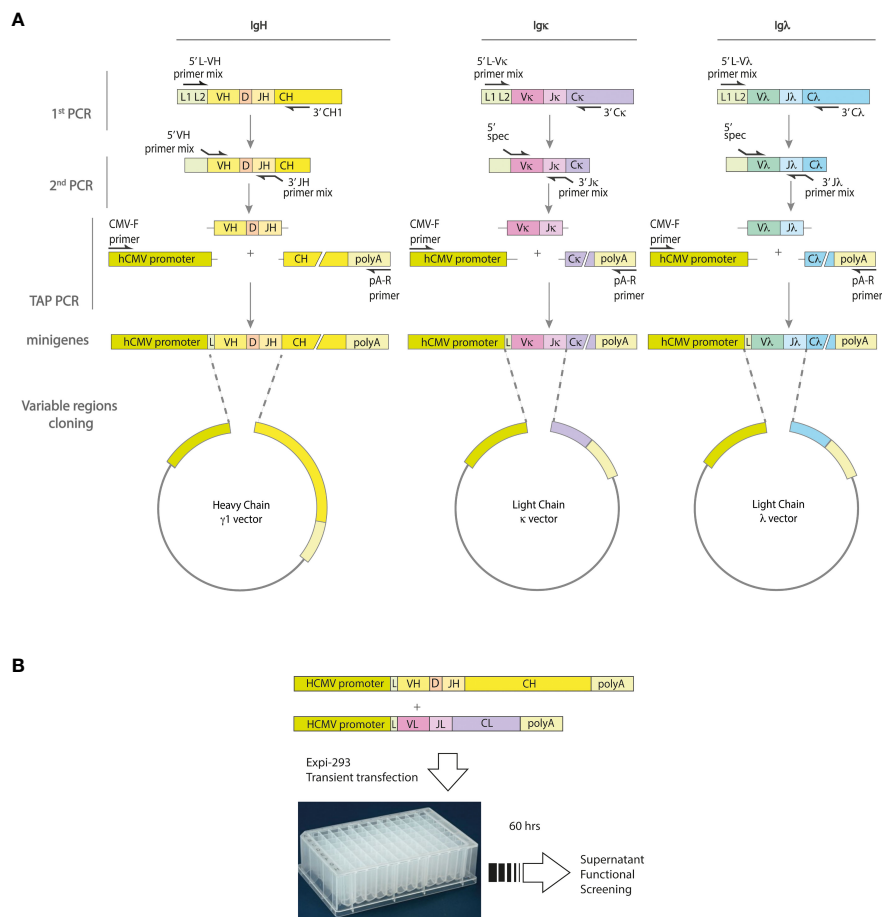 A
IgH
Igκ
Igλ
5' L-VH
primer mix
5' L-Vκ
primer mix
5' L-Vλ
primer mix
1st PCR
L1 L2 VH D JH CH
L1 L2 Vκ Jκ Cκ
L1 L2 Vλ Jλ Cλ
3' CH1
3' Cκ
3' Cλ
5' VH
primer mix
5'
spec
5'
spec
2nd PCR
VH D JH CH
Vκ Jκ Cκ
Vλ Jλ Cλ
3' JH
primer mix
3' Jκ
primer mix
3' Jλ
primer mix
CMV-F
primer
VH D JH
CMV-F
primer
Vκ Jκ
CMV-F
primer
Vλ Jλ
hCMV promoter + CH polyA
hCMV promoter + Cκ polyA
hCMV promoter + Cλ polyA
pA-R
primer
pA-R
primer
pA-R
primer
TAP PCR
minigenes
hCMV promoter L VH D JH CH polyA
hCMV promoter L Vκ Jκ Cκ polyA
hCMV promoter L Vλ Jλ Cλ polyA
Variable regions
cloning
Heavy Chain
γ1 vector
Light Chain
κ vector
Light Chain
λ vector
B
HCMV promoter L VH D JH CH polyA
+
HCMV promoter L VL JL CL polyA
Expi-293
Transient transfection
60 hrs
Supernatant
Functional
Screening